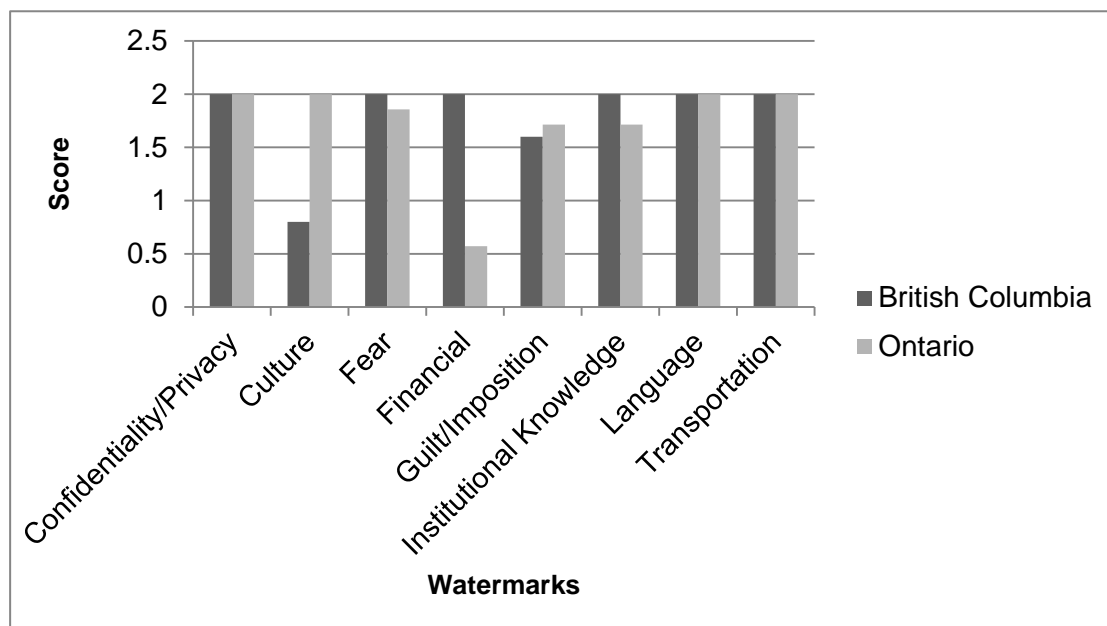 2.5
2
1.5
1
0.5
0
Score
Confidentiality/Privacy
Culture
Fear
Financial
Guilt/Imposition
Institutional Knowledge
Language
Transportation
Watermarks
British Columbia
Ontario